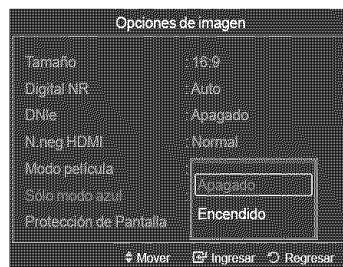 Opciones de imagen
Tamaño : 16:9
Digital NR : Auto
DNIe : Apagado
N.neg HDMI : Normal
Modo película :
Apagado
Sólo modo azul
Encendido
Protección de Pantalla
Mover Ingresar Regresar